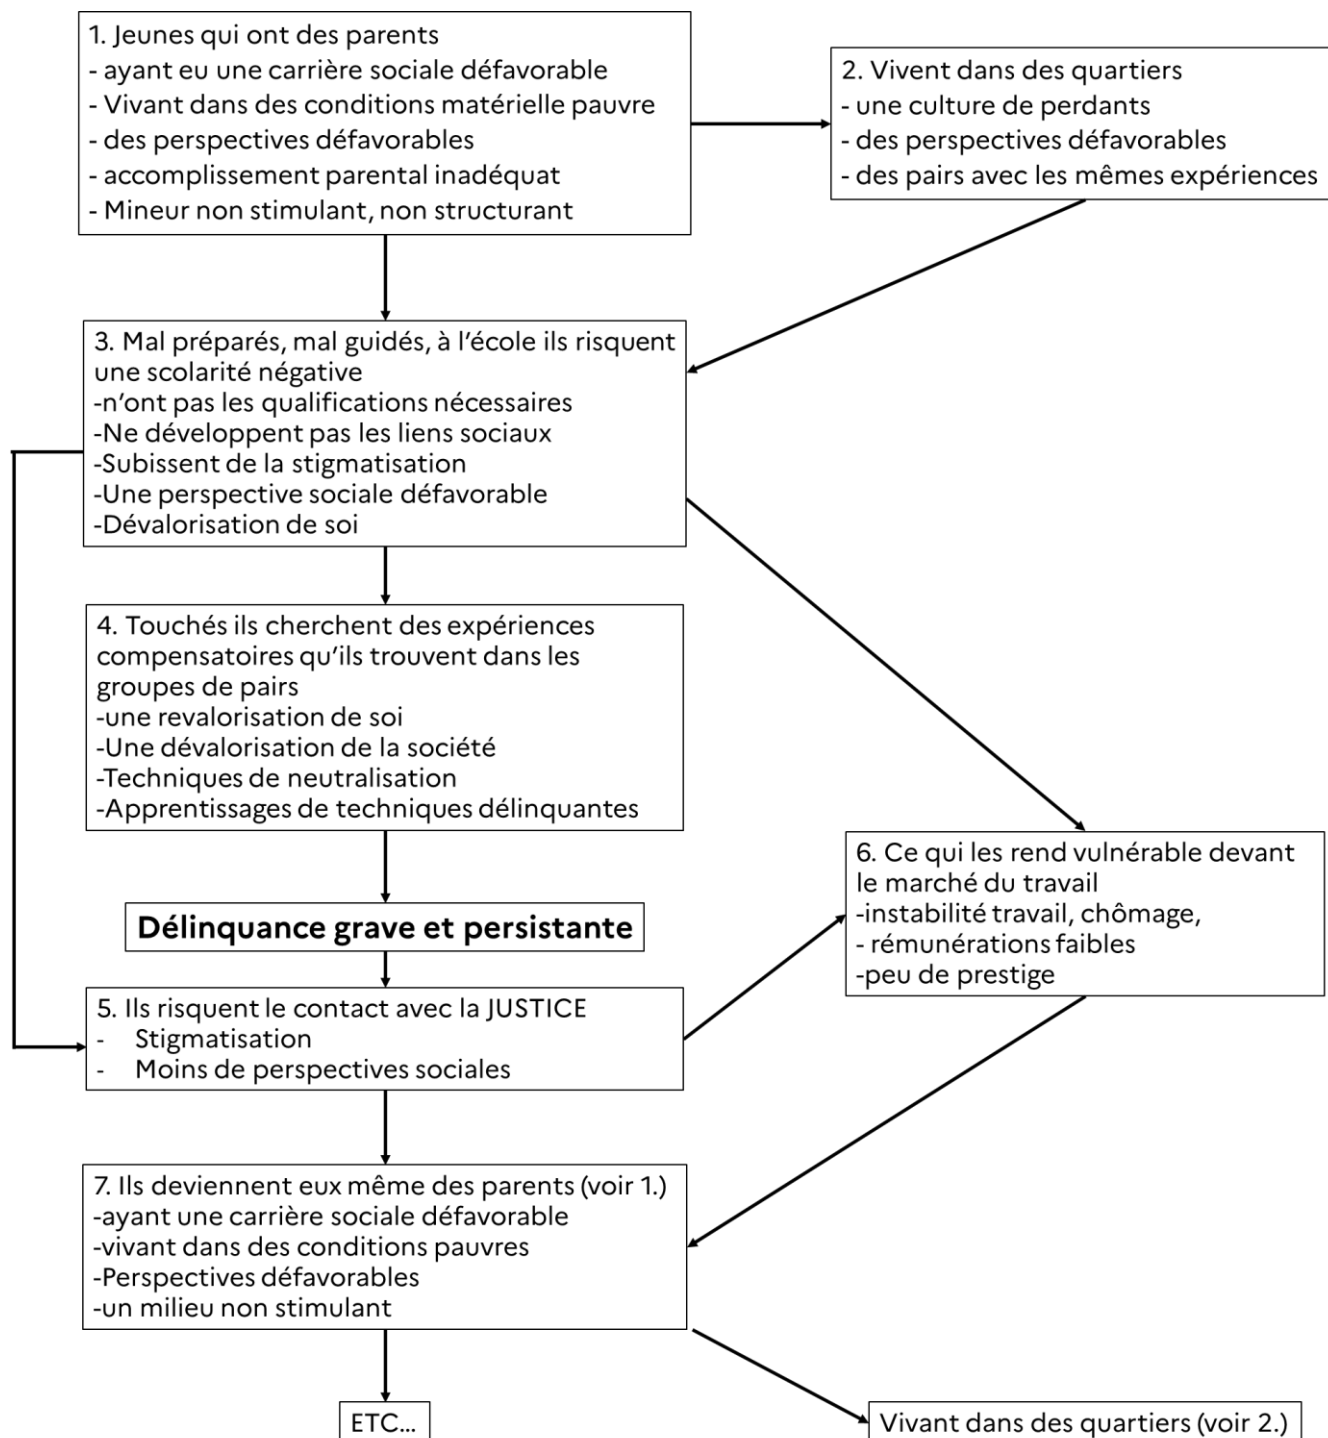 1. Jeunes qui ont des parents
- ayant eu une carrière sociale défavorable
- Vivant dans des conditions matérielle pauvre
- des perspectives défavorables
- accomplissement parental inadéquat
- Mineur non stimulant, non structurant
2. Vivent dans des quartiers
- une culture de perdants
- des perspectives défavorables
- des pairs avec les mêmes expériences
3. Mal préparés, mal guidés, à l’école ils risquent
une scolarité négative
-n’ont pas les qualifications nécessaires
-Ne développent pas les liens sociaux
-Subissent de la stigmatisation
-Une perspective sociale défavorable
-Dévalorisation de soi
4. Touchés ils cherchent des expériences
compensatoires qu’ils trouvent dans les
groupes de pairs
-une revalorisation de soi
-Une dévalorisation de la société
-Techniques de neutralisation
-Apprentissages de techniques délinquantes
Délinquance grave et persistante
5. Ils risquent le contact avec la JUSTICE
- Stigmatisation
- Moins de perspectives sociales
6. Ce qui les rend vulnérable devant
le marché du travail
-instabilité travail, chômage,
- rémunérations faibles
-peu de prestige
7. Ils deviennent eux même des parents (voir 1.)
-ayant une carrière sociale défavorable
-vivant dans des conditions pauvres
-Perspectives défavorables
-un milieu non stimulant
ETC...
Vivant dans des quartiers (voir 2.)